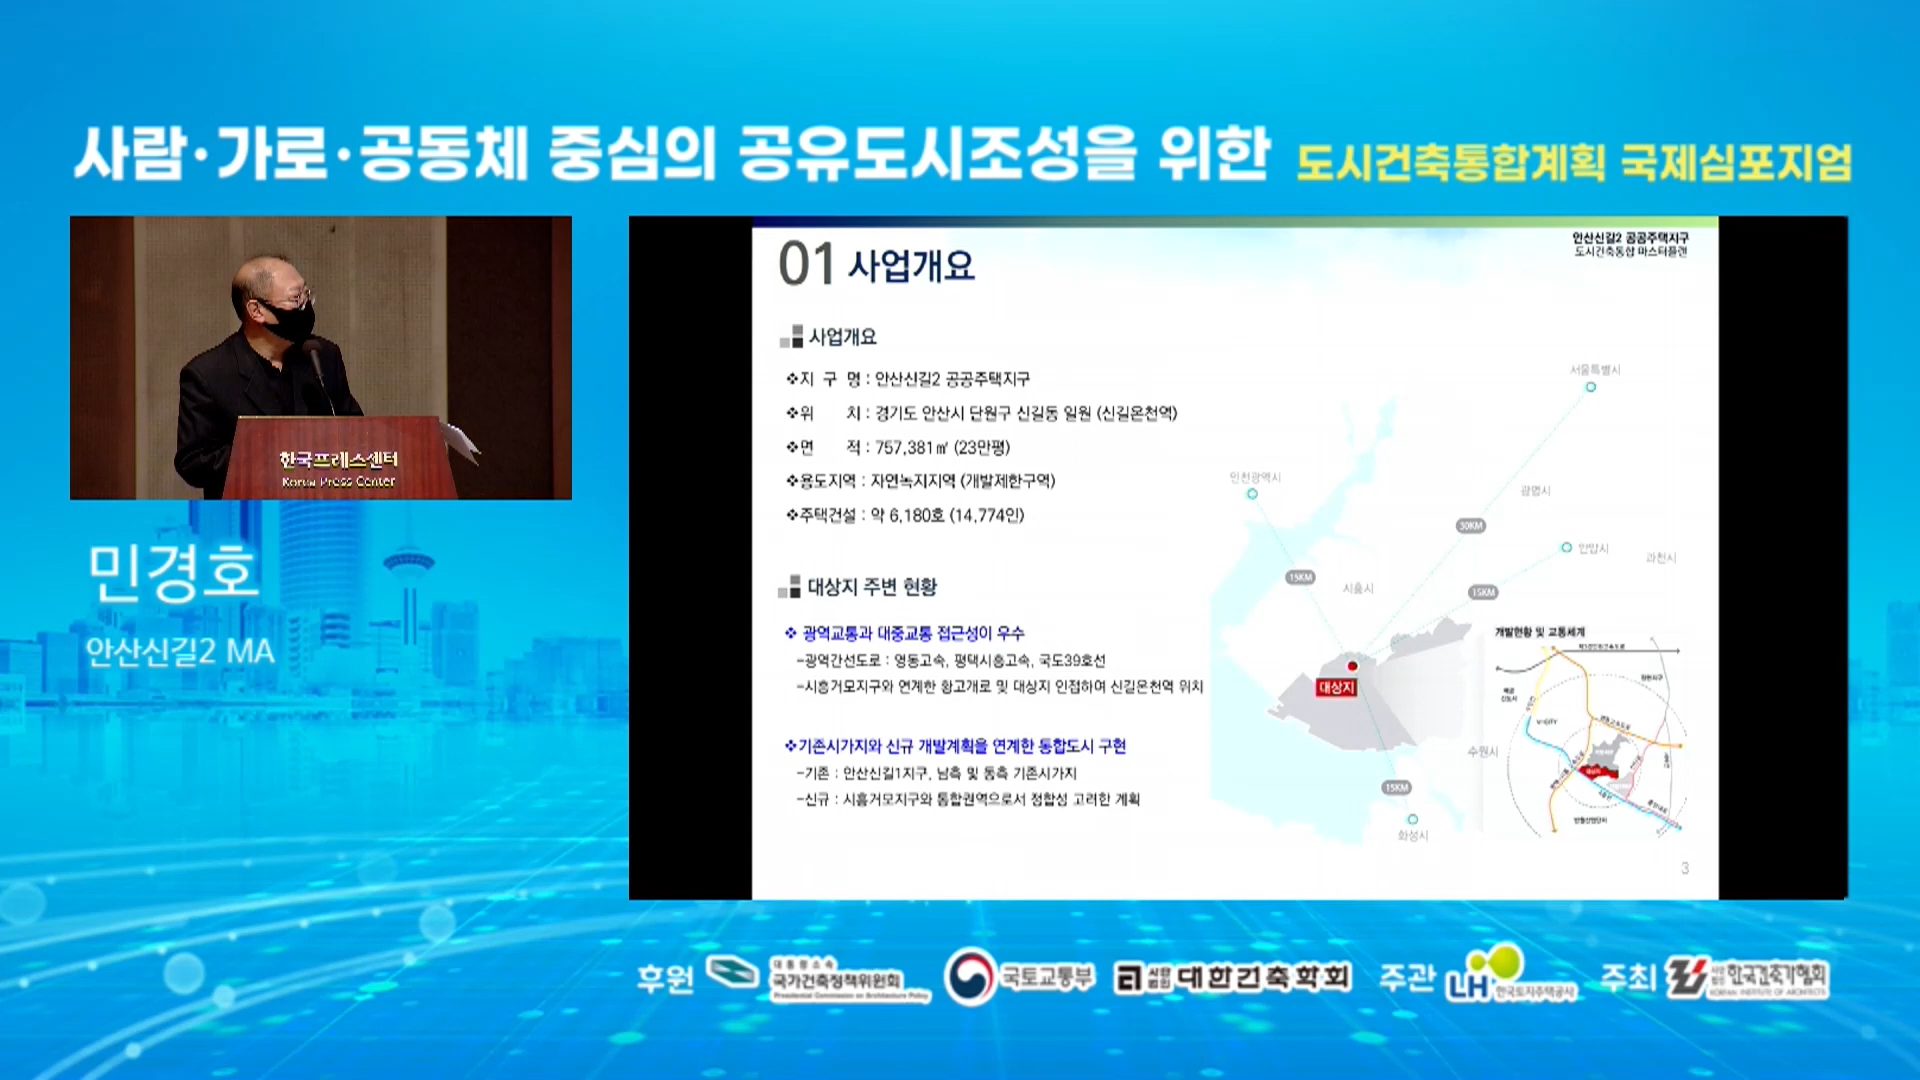 사람·가로·공동체 중심의 공유도시조성을 위한 도시건축통합계획 국제심포지엄
한국프레스센터
Korea Press Center
민경호
안산신길2 MA
01 사업개요
안산신길2 공공주택지구
도시건축통합 마스터플랜
사업개요
❖지 구 명 : 안산신길2 공공주택지구
❖위 치 : 경기도 안산시 단원구 신길동 일원 (신길온천역)
❖면 적 : 757,381㎡ (23만평)
❖용도지역 : 자연녹지지역 (개발제한구역)
❖주택건설 : 약 6,180호 (14,774인)
대상지 주변 현황
❖ 광역교통과 대중교통 접근성이 우수
-광역간선도로 : 영동고속, 평택시흥고속, 국도39호선
-시흥거모지구와 연계한 황고개로 및 대상지 인접하여 신길온천역 위치
❖기존시가지와 신규 개발계획을 연계한 통합도시 구현
-기존 : 안산신길1지구, 남측 및 동측 기존시가지
-신규 : 시흥거모지구와 통합권역으로서 정합성 고려한 계획
서울특별시
인천광역시
광명시
30KM
안양시
과천시
15KM
시흥시
15KM
대상지
수원시
15KM
화성시
개발현황 및 교통체계
V-CITY
3
후원
대통령소속
국가건축정책위원회
Presidential Commission on Architecture Policy
국토교통부
사단법인 대한건축학회
주관
LH 한국토지주택공사
주최
한국건축가협회
KOREAN INSTITUTE OF ARCHITECTS